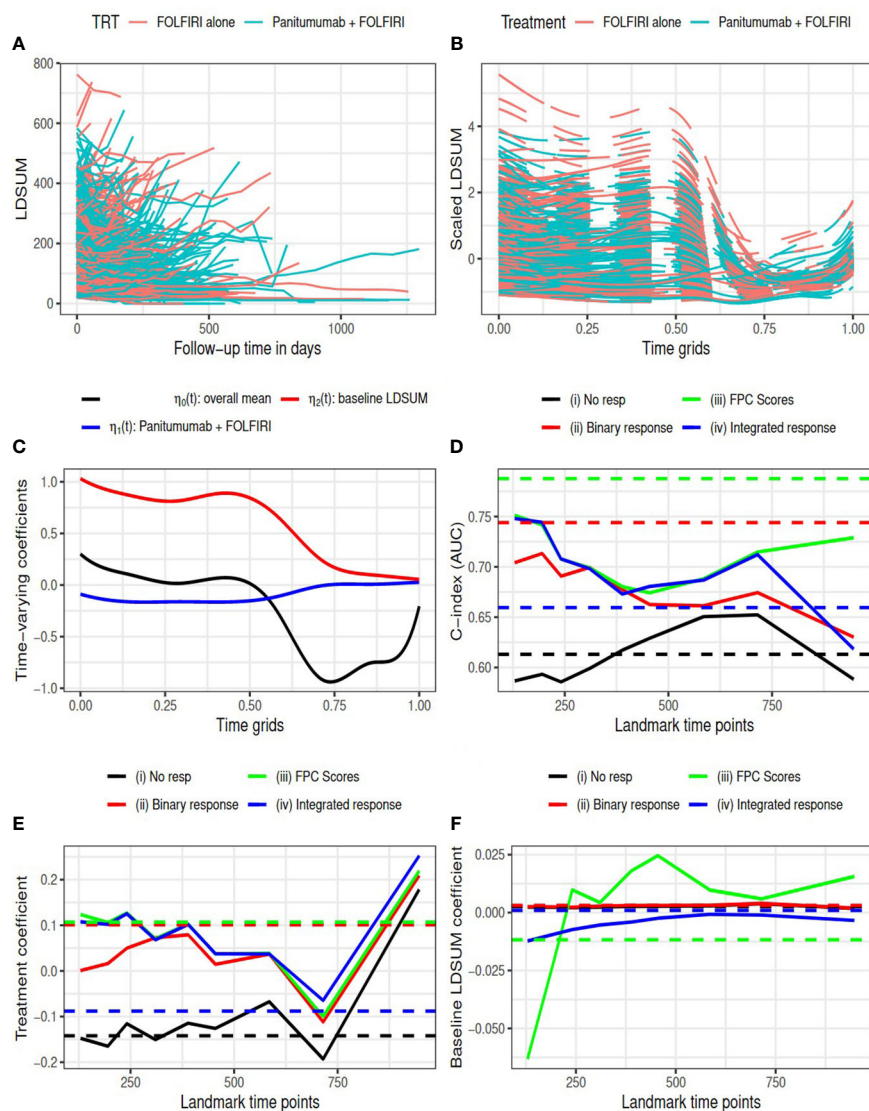 TRT FOLFIRI alone Panitumumab + FOLFIRI
A
800
600
400
200
0
LDSUM
0 500 1000
Follow−up time in days
Treatment FOLFIRI alone Panitumumab + FOLFIRI
B
4
2
0
Scaled LDSUM
0.00 0.25 0.50 0.75 1.00
Time grids
η0(t): overall mean η2(t): baseline LDSUM
η1(t): Panitumumab + FOLFIRI
C
1.0
0.5
0.0
−0.5
−1.0
Time−varying coefficients
0.00 0.25 0.50 0.75 1.00
Time grids
(i) No resp (iii) FPC Scores
(ii) Binary response (iv) Integrated response
D
0.75
0.70
0.65
0.60
C−index (AUC)
250 500 750
Landmark time points
(i) No resp (iii) FPC Scores
(ii) Binary response (iv) Integrated response
E
0.2
0.1
0.0
−0.1
−0.2
Treatment coefficient
250 500 750
Landmark time points
(i) No resp (iii) FPC Scores
(ii) Binary response (iv) Integrated response
F
0.025
0.000
−0.025
−0.050
Baseline LDSUM coefficient
250 500 750
Landmark time points